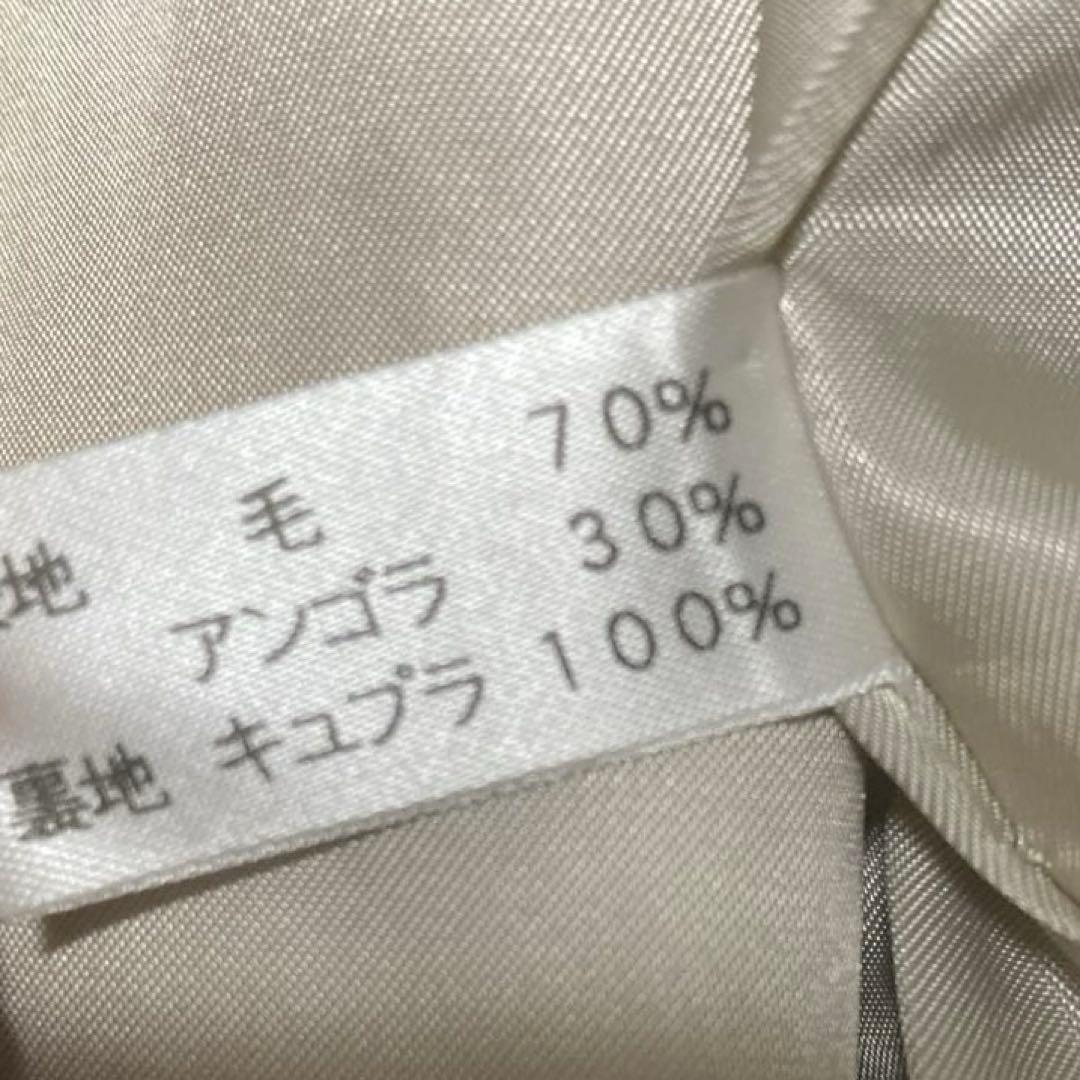 地 毛 70%
アンゴラ 30%
裏地 キュプラ 100%